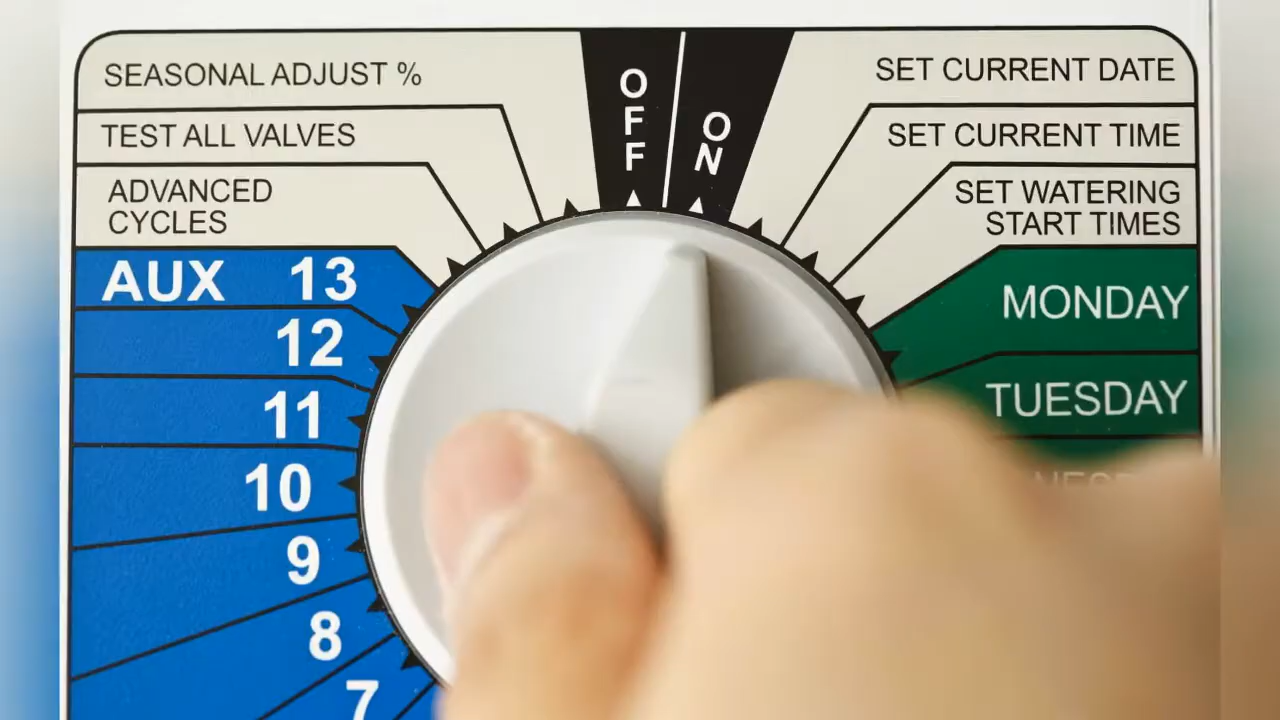 SEASONAL ADJUST %
TEST ALL VALVES
ADVANCED
CYCLES
AUX 13
12
11
10
9
8
7
OFF
ON
SET CURRENT DATE
SET CURRENT TIME
SET WATERING
START TIMES
MONDAY
TUESDAY